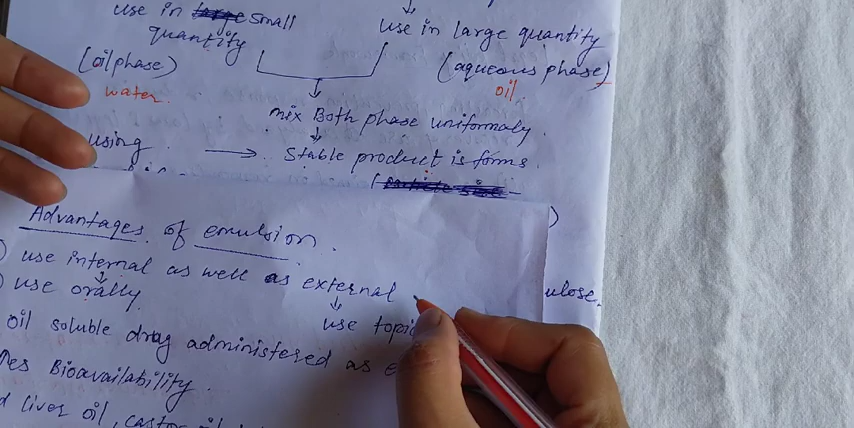 use in small
quantity
use in large quantity
(oil phase)
(aqueous phase)
water.
oil
mix Both phase uniformaly.
using → stable product is forms.
Advantages of emulsion.
use internal as well as external
use orally.
use
oil soluble drug administered as
Bioavailability.
liver oil,
ulose.